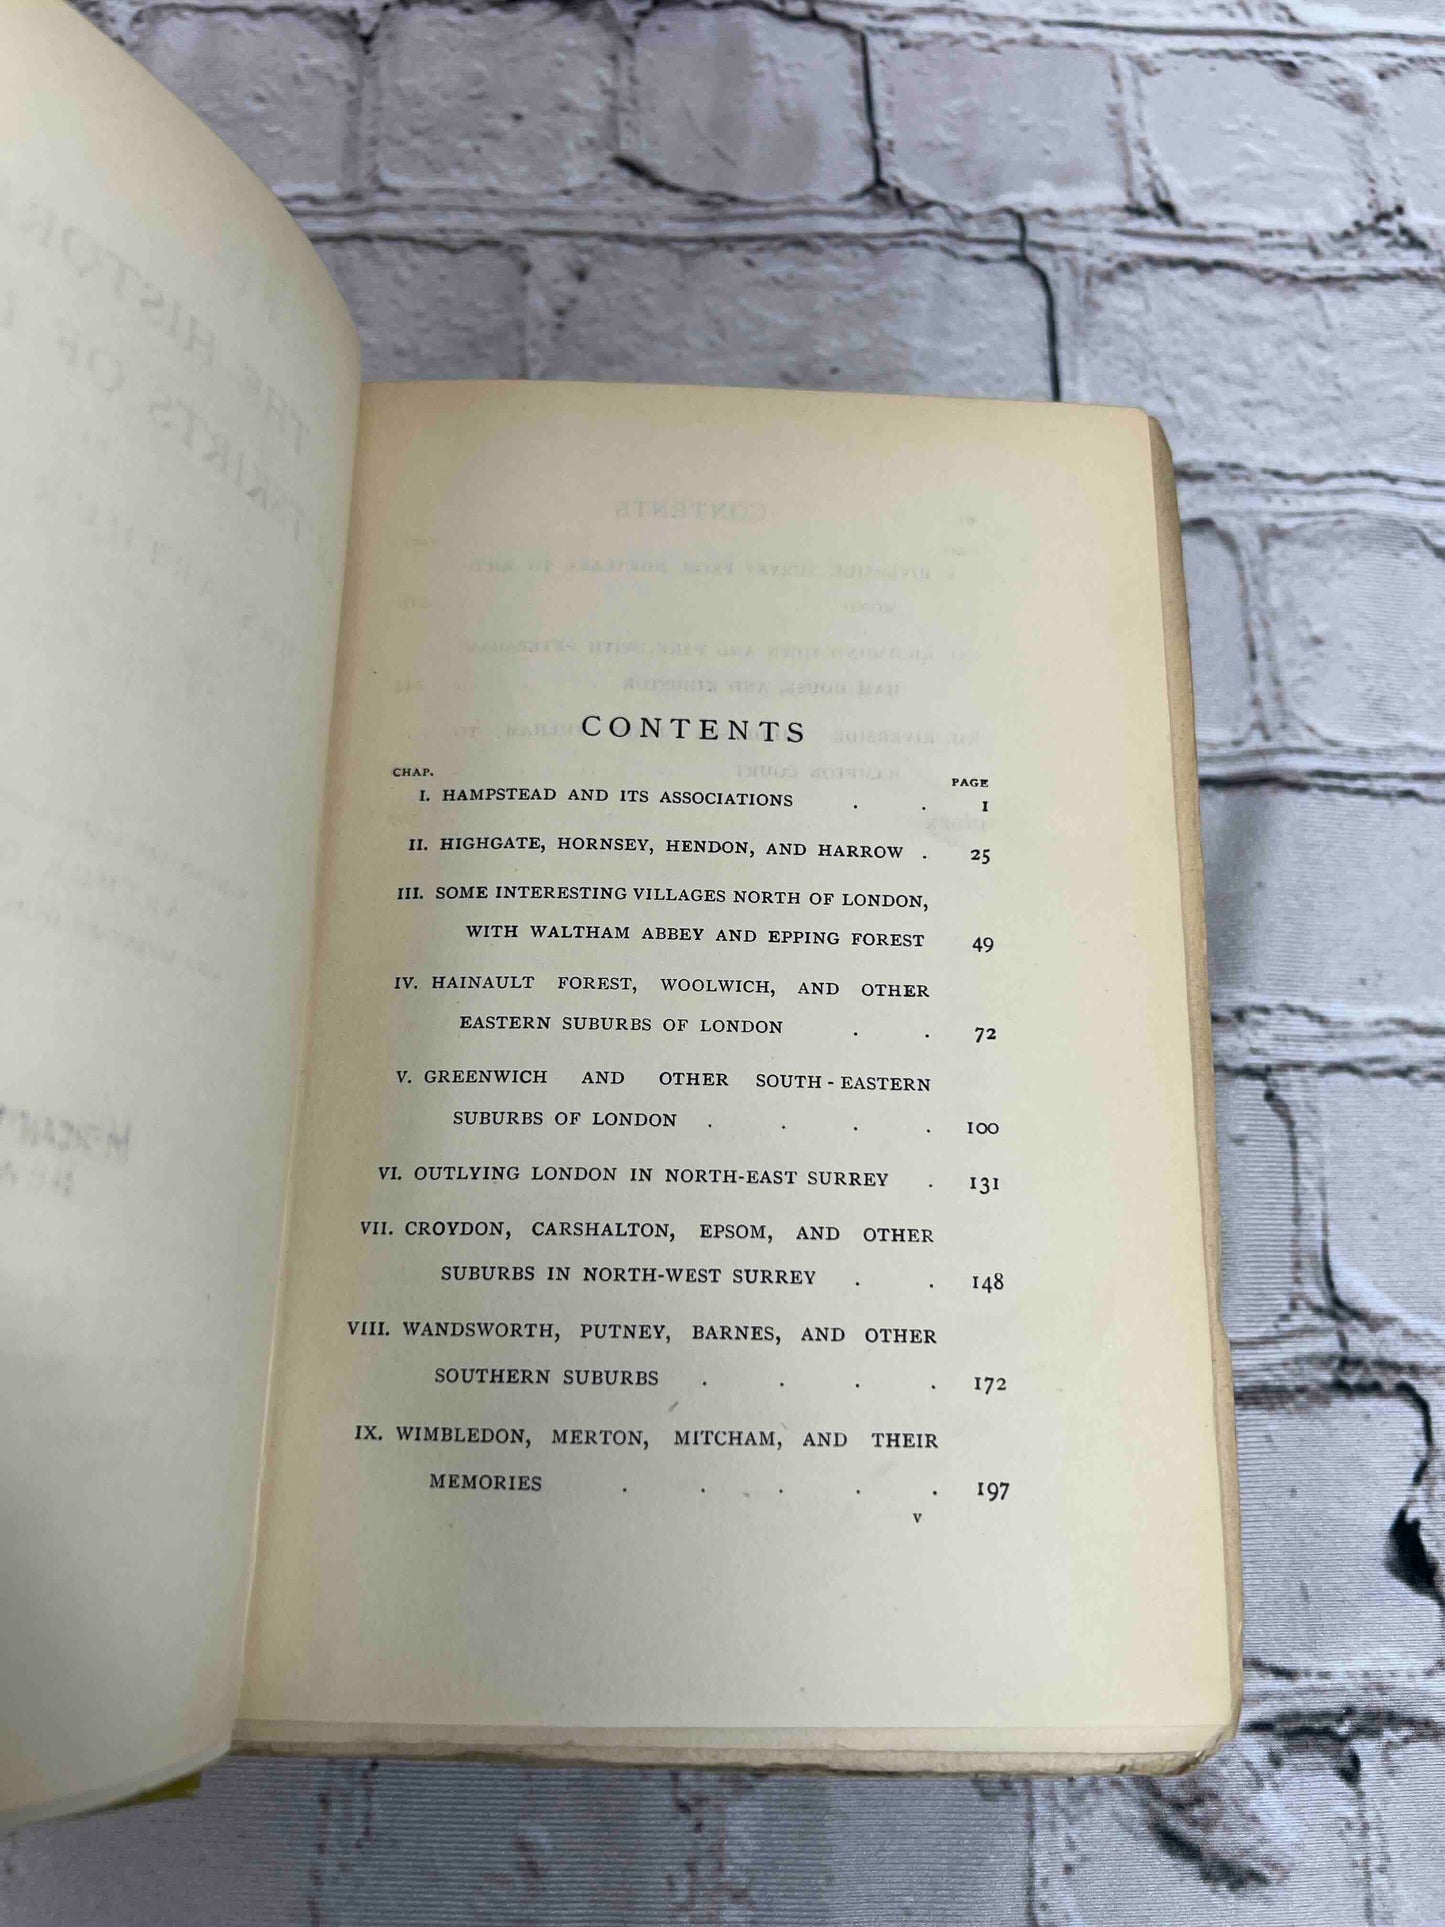 CONTENTS
CHAP. PAGE
I. HAMPSTEAD AND ITS ASSOCIATIONS . . 1
II. HIGHGATE, HORNSEY, HENDON, AND HARROW . 25
III. SOME INTERESTING VILLAGES NORTH OF LONDON,
WITH WALTHAM ABBEY AND EPPING FOREST 49
IV. HAINAULT FOREST, WOOLWICH, AND OTHER
EASTERN SUBURBS OF LONDON . . 72
V. GREENWICH AND OTHER SOUTH-EASTERN
SUBURBS OF LONDON . . . . 100
VI. OUTLYING LONDON IN NORTH-EAST SURREY . 131
VII. CROYDON, CARSHALTON, EPSOM, AND OTHER
SUBURBS IN NORTH-WEST SURREY . . 148
VIII. WANDSWORTH, PUTNEY, BARNES, AND OTHER
SOUTHERN SUBURBS . . . . 172
IX. WIMBLEDON, MERTON, MITCHAM, AND THEIR
MEMORIES . . . . . 197
v